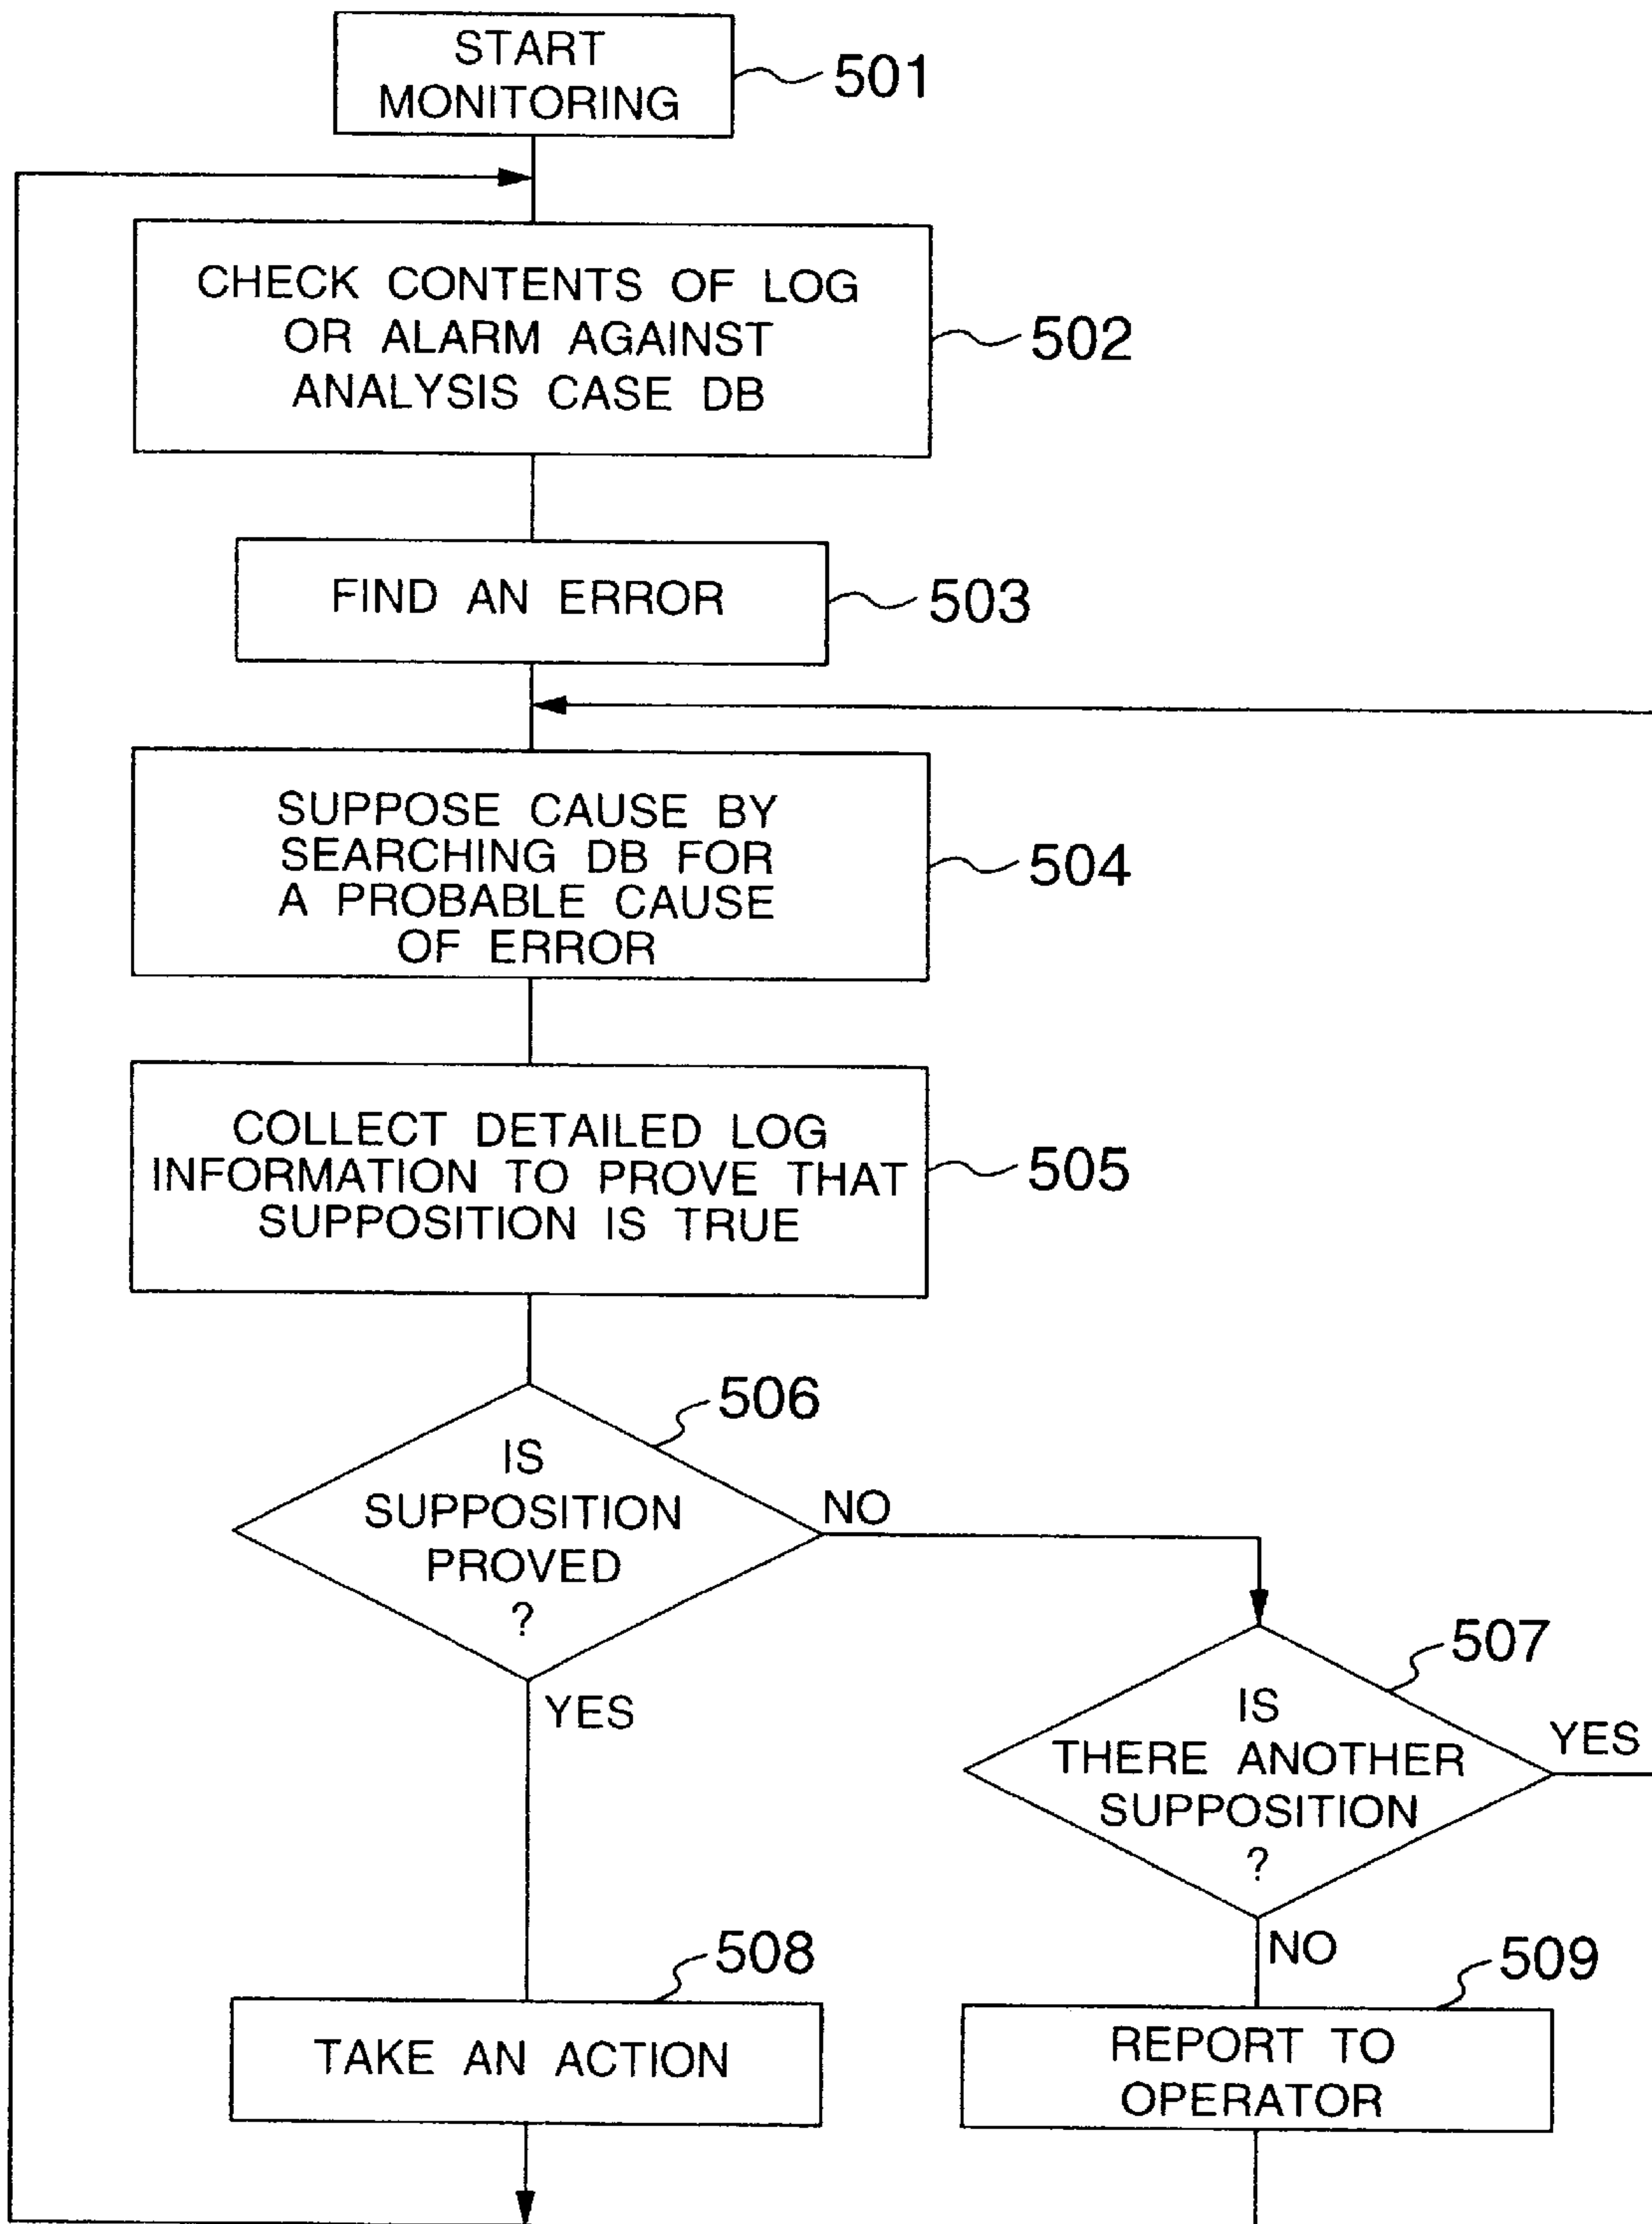 START
MONITORING
501
CHECK CONTENTS OF LOG
OR ALARM AGAINST
ANALYSIS CASE DB
502
FIND AN ERROR
503
SUPPOSE CAUSE BY
SEARCHING DB FOR
A PROBABLE CAUSE
OF ERROR
504
COLLECT DETAILED LOG
INFORMATION TO PROVE THAT
SUPPOSITION IS TRUE
505
506
IS
SUPPOSITION
PROVED
?
NO
YES
507
IS
THERE ANOTHER
SUPPOSITION
?
YES
NO
508
TAKE AN ACTION
509
REPORT TO
OPERATOR